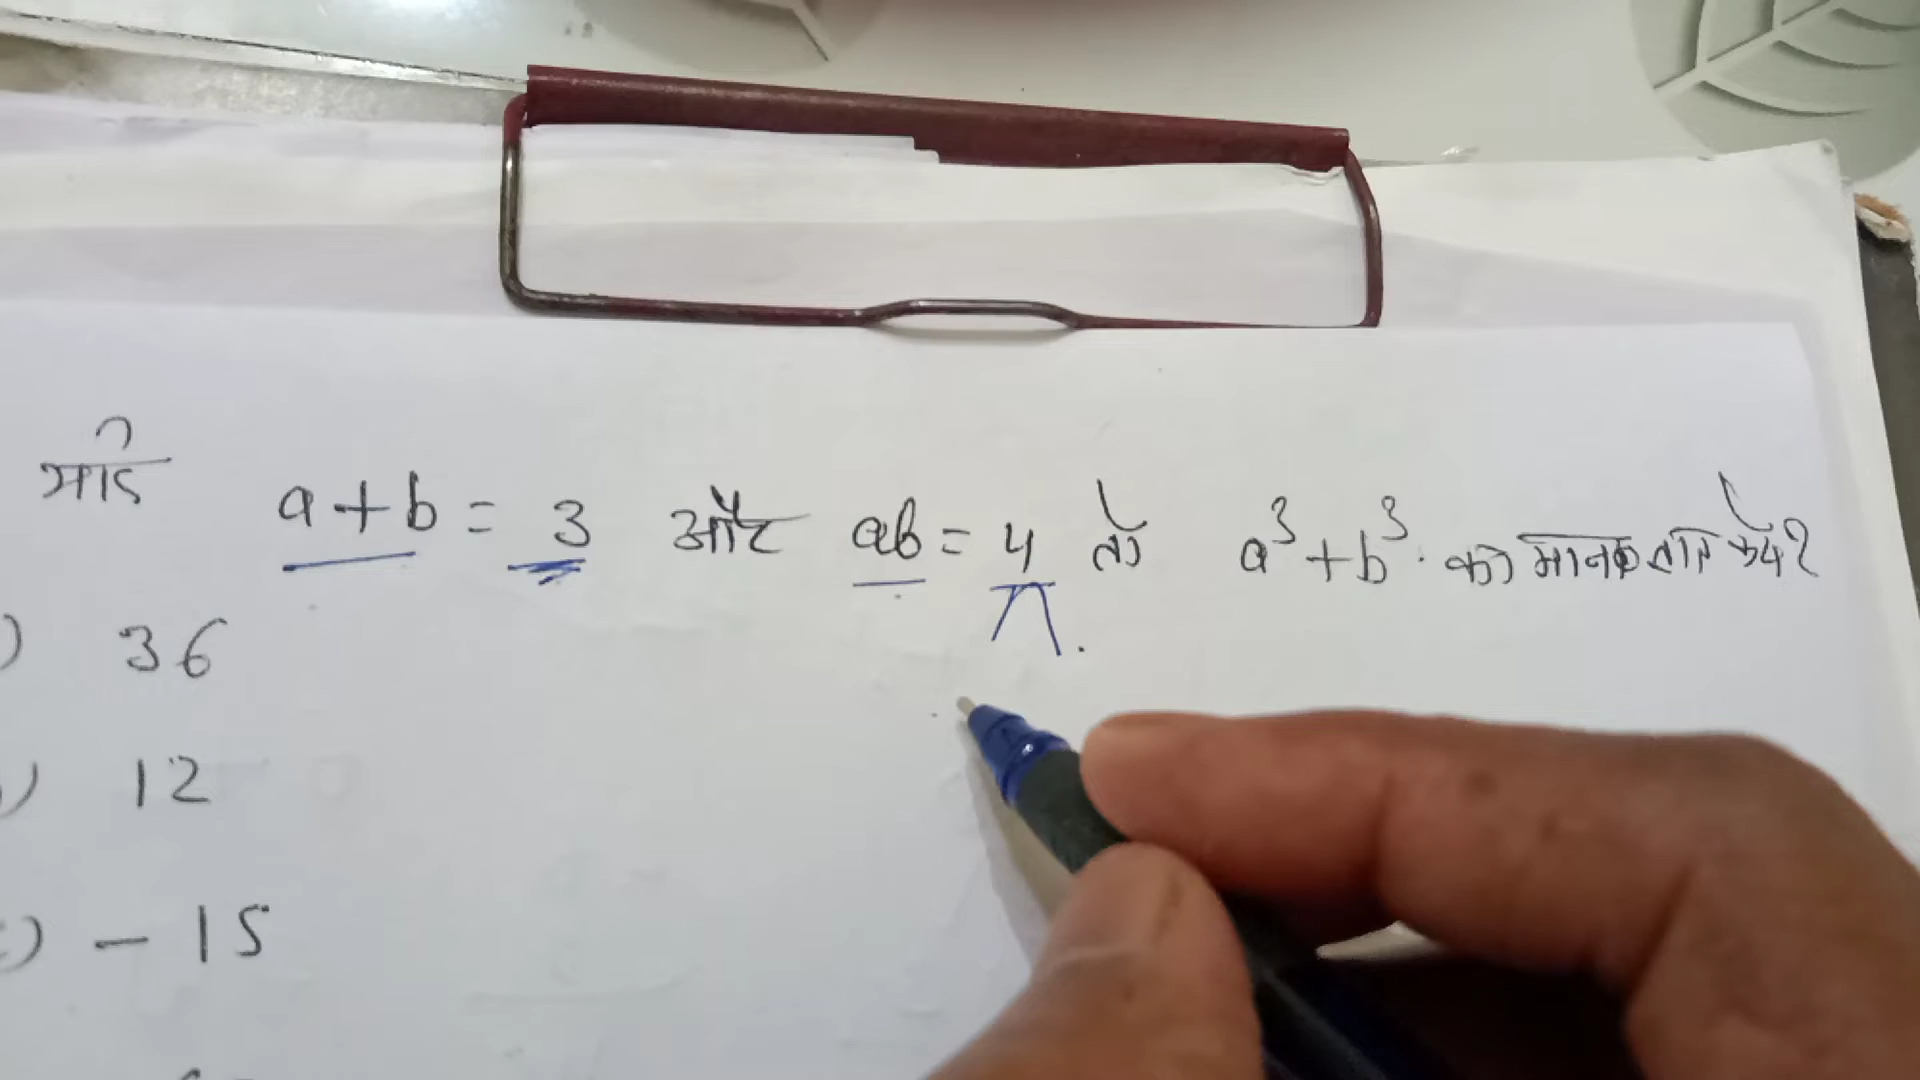 यदि a + b = 3 और ab = 4 तो a³ + b³ का मान ज्ञात करें?
) 36
) 12
) - 15